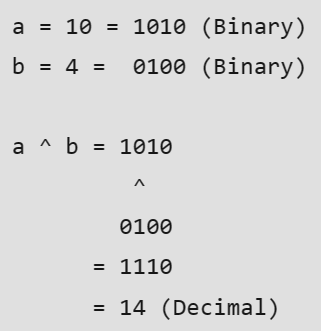 a = 10 = 1010 (Binary)
b = 4 =  0100 (Binary)
a ^ b = 1010
^
0100
= 1110
= 14 (Decimal)